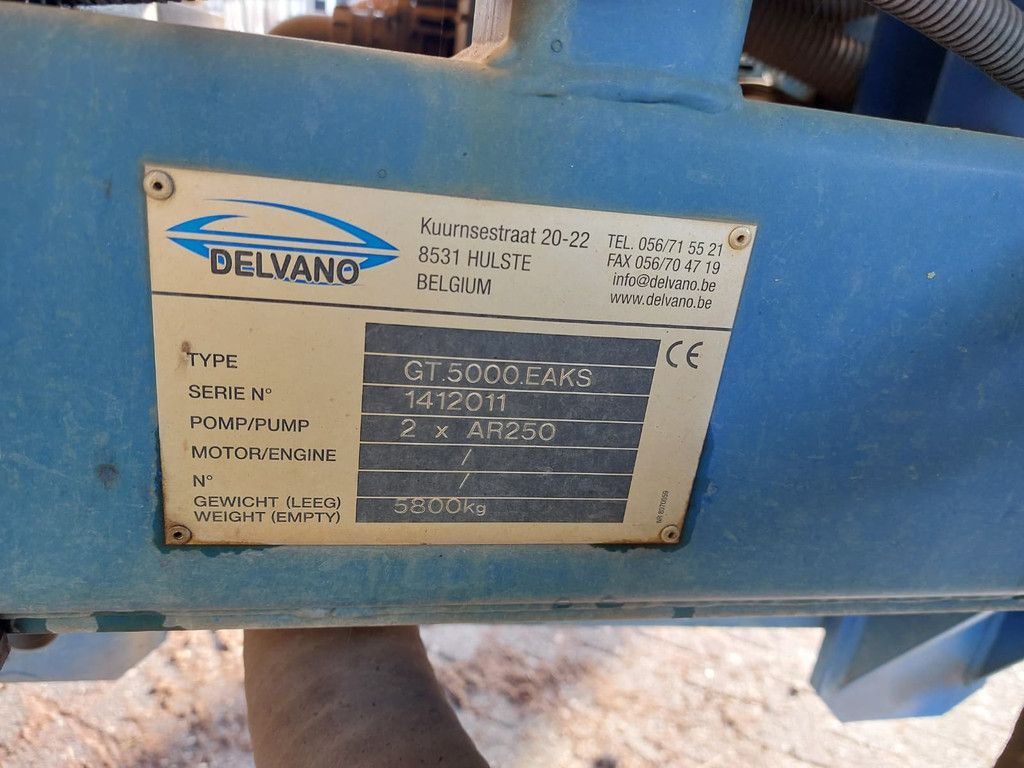 DELVANO
Kuurnsestraat 20-22
8531 HULSTE
BELGIUM
TEL. 056/71 55 21
FAX 056/70 47 19
info@delvano.be
www.delvano.be
CE
TYPE GT.5000.EAKS
SERIE N° 1412011
POMP/PUMP 2 x AR250
MOTOR/ENGINE /
N° /
GEWICHT (LEEG)
WEIGHT (EMPTY) 5800kg